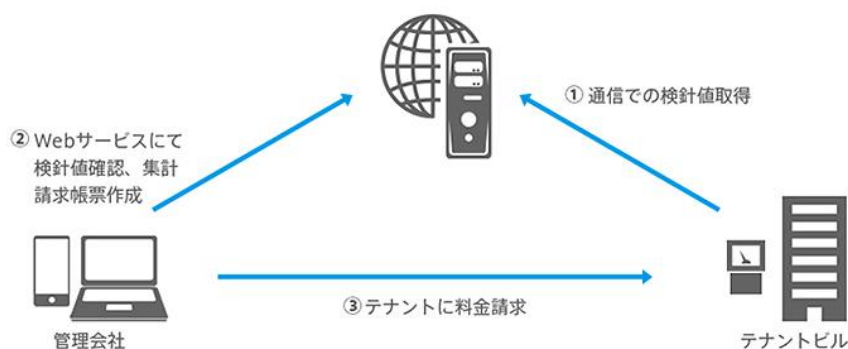 ① 通信での検針値取得
② Webサービスにて
検針値確認、集計
請求帳票作成
③テナントに料金請求
管理会社
テナントビル